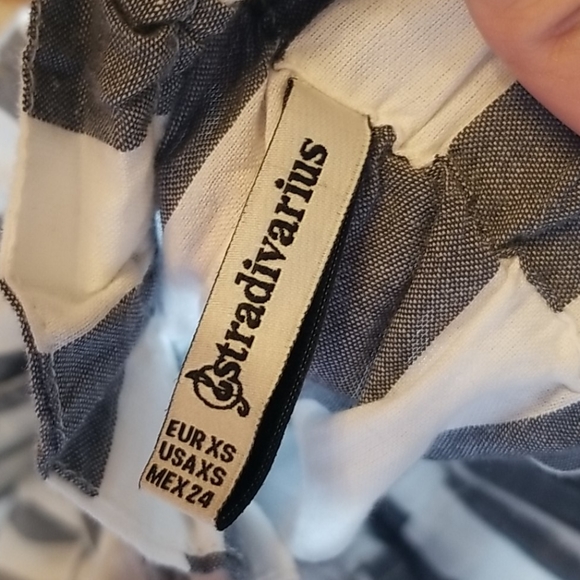 stradivarius
EUR XS
USA XS
MEX 24